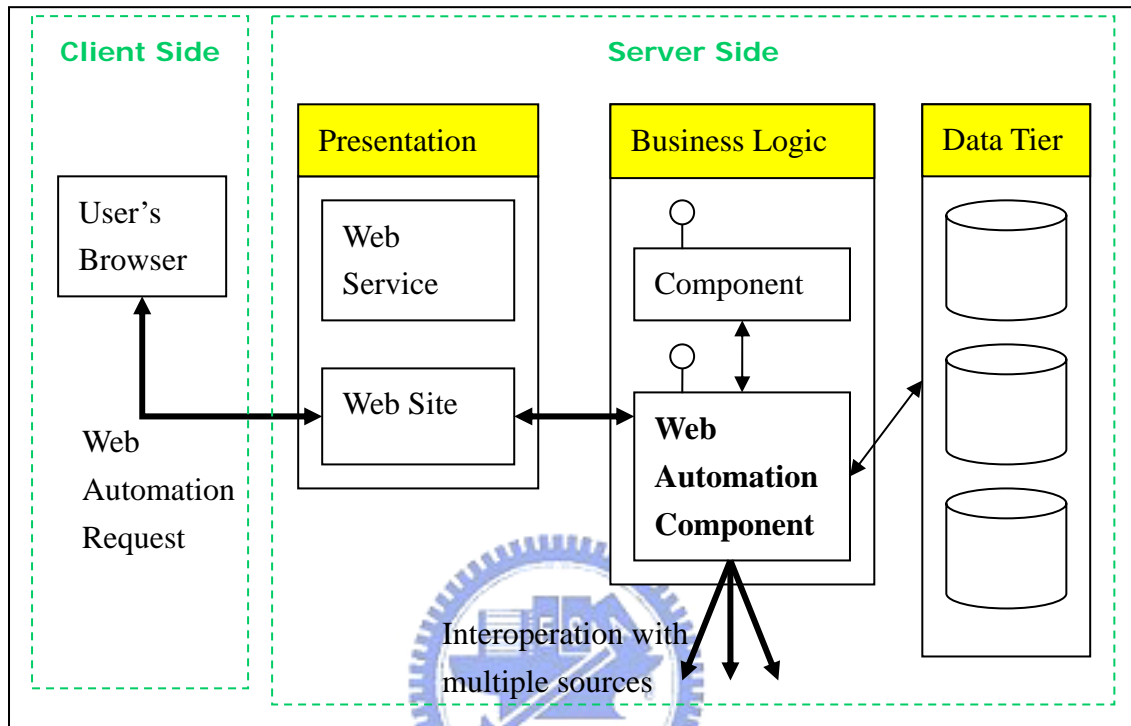 Client Side
Server Side
Presentation
Business Logic
Data Tier
User's
Browser
Web
Service
Component
Web Site
Web
Automation
Component
Web
Automation
Request
Interoperation with
multiple sources